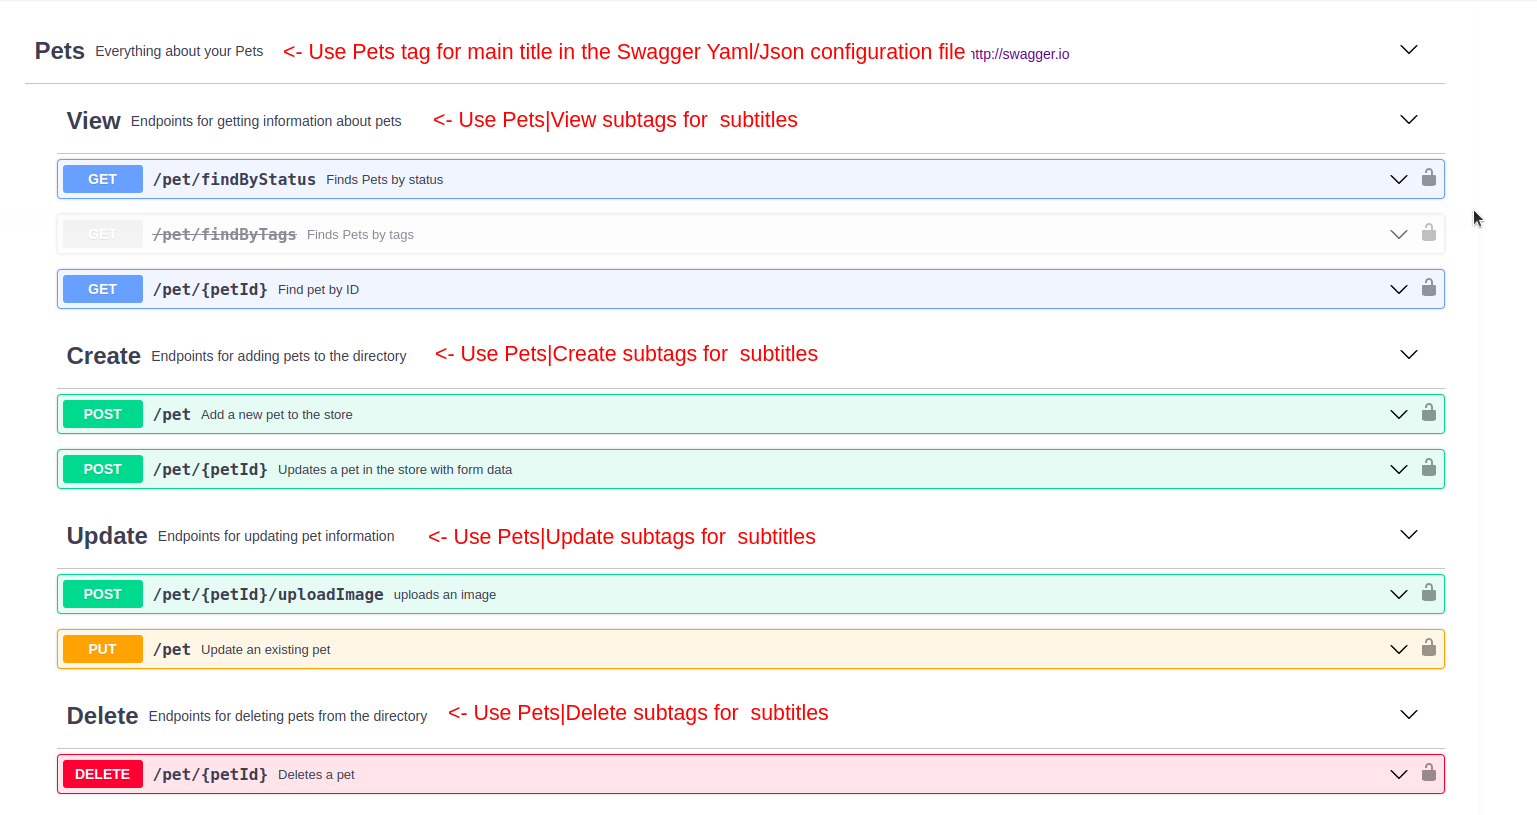 Pets Everything about your Pets <- Use Pets tag for main title in the Swagger Yaml/Json configuration file http://swagger.io
View Endpoints for getting information about pets <- Use Pets|View subtags for subtitles
GET /pet/findByStatus Finds Pets by status
GET /pet/findByTags Finds Pets by tags
GET /pet/{petId} Find pet by ID
Create Endpoints for adding pets to the directory <- Use Pets|Create subtags for subtitles
POST /pet Add a new pet to the store
POST /pet/{petId} Updates a pet in the store with form data
Update Endpoints for updating pet information <- Use Pets|Update subtags for subtitles
POST /pet/{petId}/uploadImage uploads an image
PUT /pet Update an existing pet
Delete Endpoints for deleting pets from the directory <- Use Pets|Delete subtags for subtitles
DELETE /pet/{petId} Deletes a pet